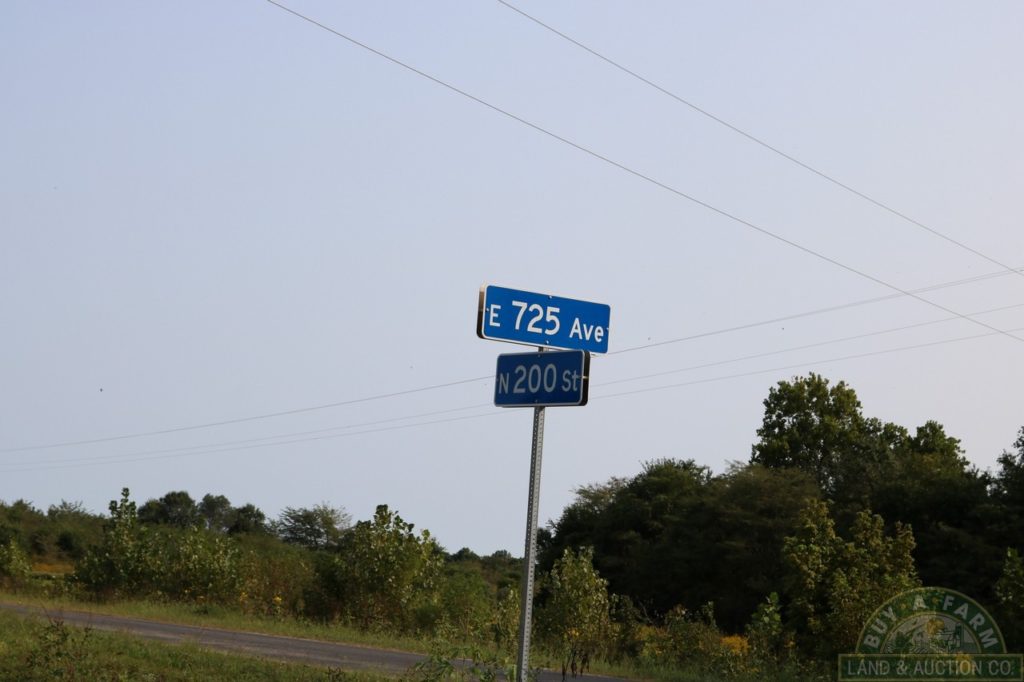 E 725 Ave
N 200 St
BUY A FARM
LAND & AUCTION CO.